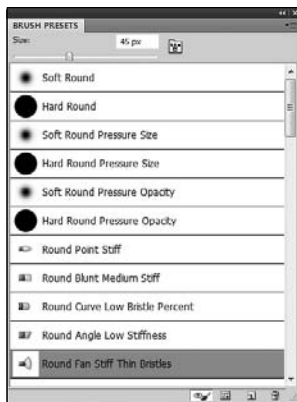 BRUSH PRESETS
Size: 45 px
Soft Round
Hard Round
Soft Round Pressure Size
Hard Round Pressure Size
Soft Round Pressure Opacity
Hard Round Pressure Opacity
Round Point Stiff
Round Blunt Medium Stiff
Round Curve Low Bristle Percent
Round Angle Low Stiffness
Round Fan Stiff Thin Bristles